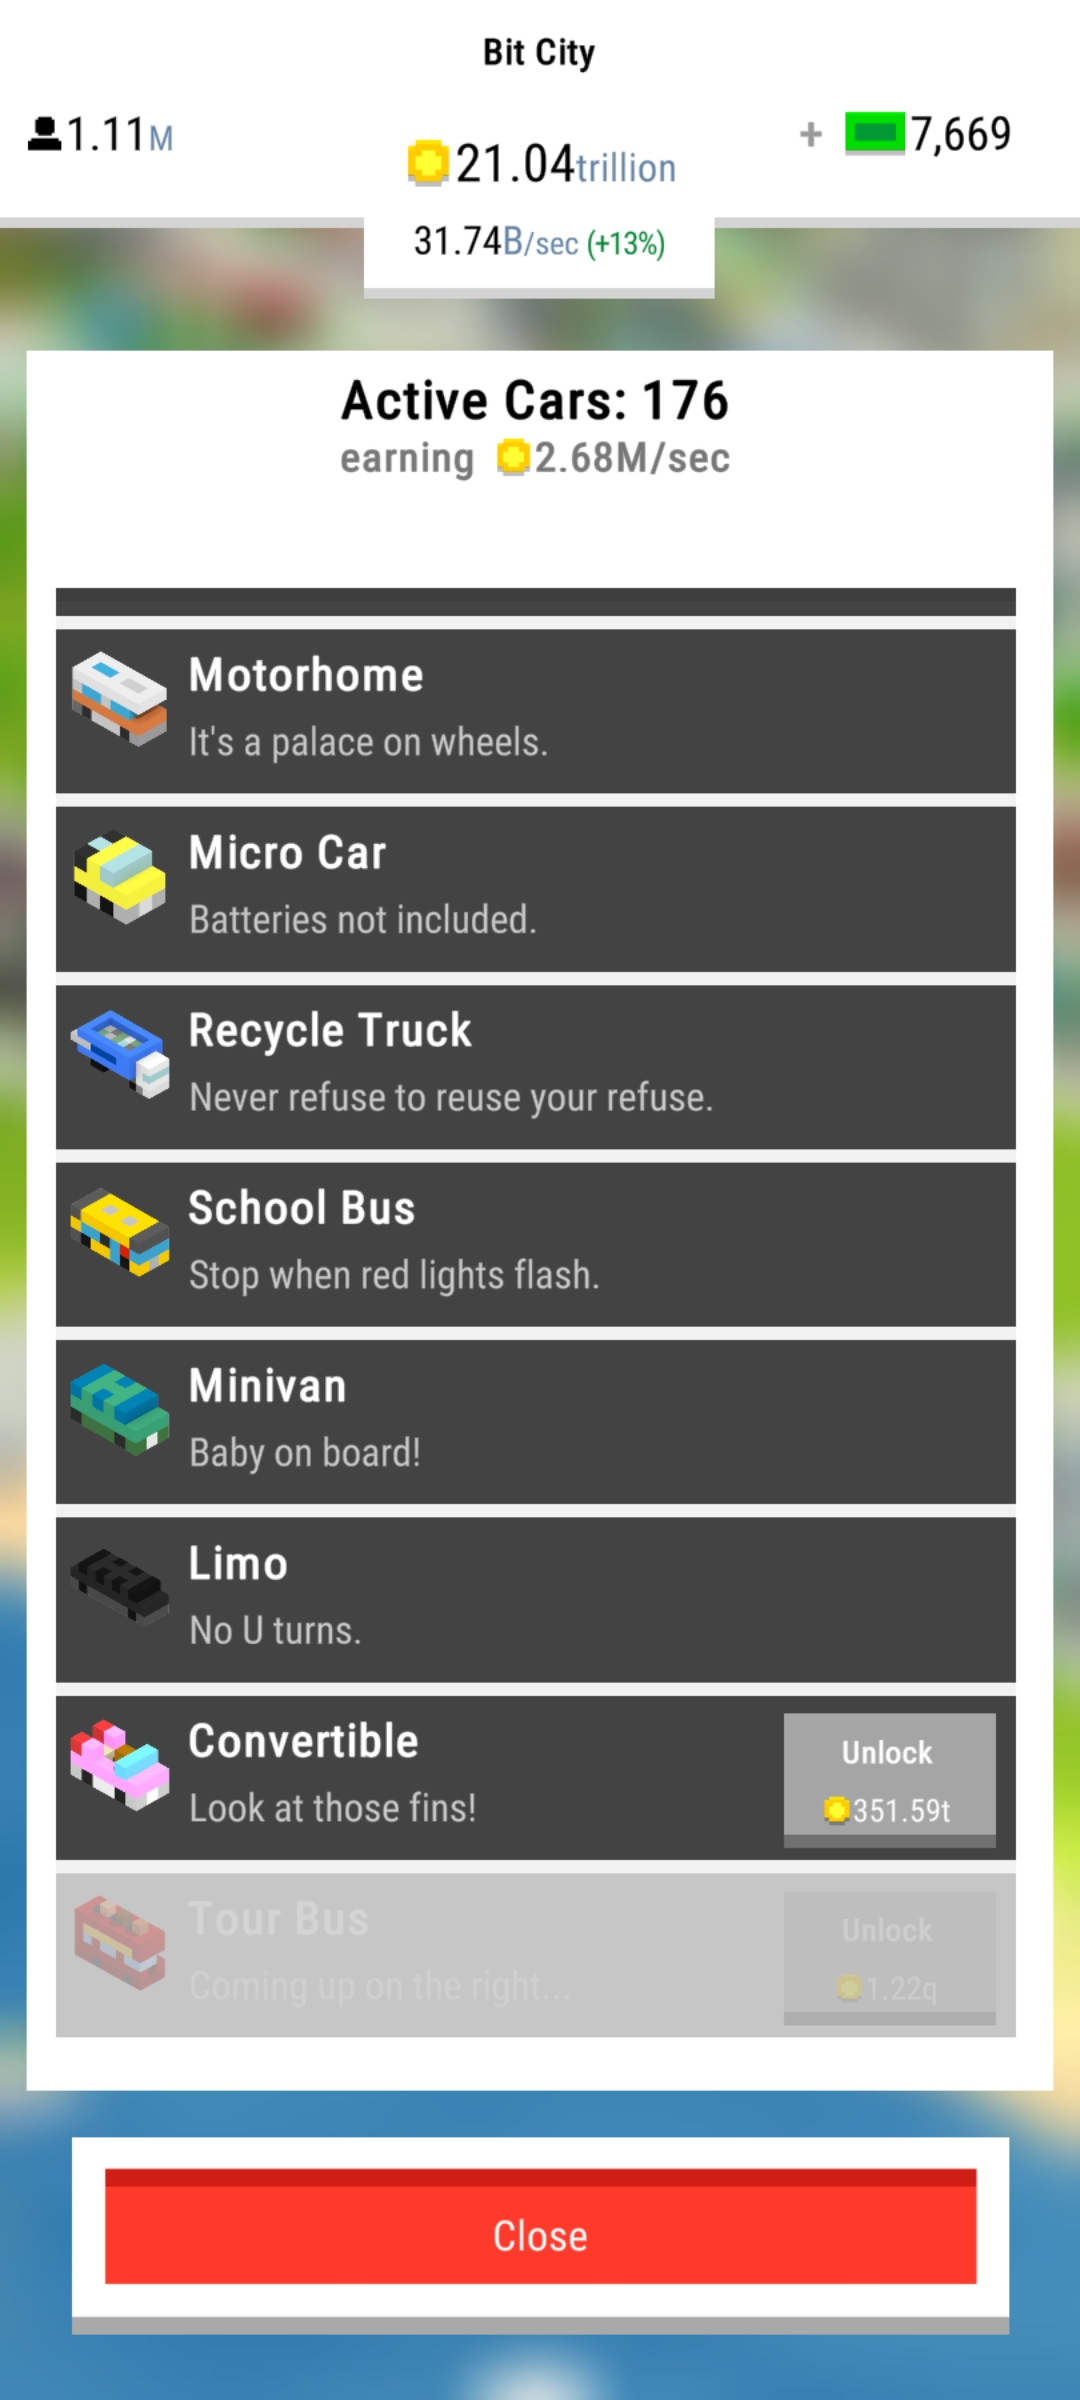 Bit City
1.11M
21.04trillion
+ 7,669
31.74B/sec (+13%)
Active Cars: 176
earning 2.68M/sec
Motorhome
It's a palace on wheels.
Micro Car
Batteries not included.
Recycle Truck
Never refuse to reuse your refuse.
School Bus
Stop when red lights flash.
Minivan
Baby on board!
Limo
No U turns.
Convertible
Look at those fins!
Unlock
351.59t
Tour Bus
Coming up on the right...
Unlock
1.22q
Close